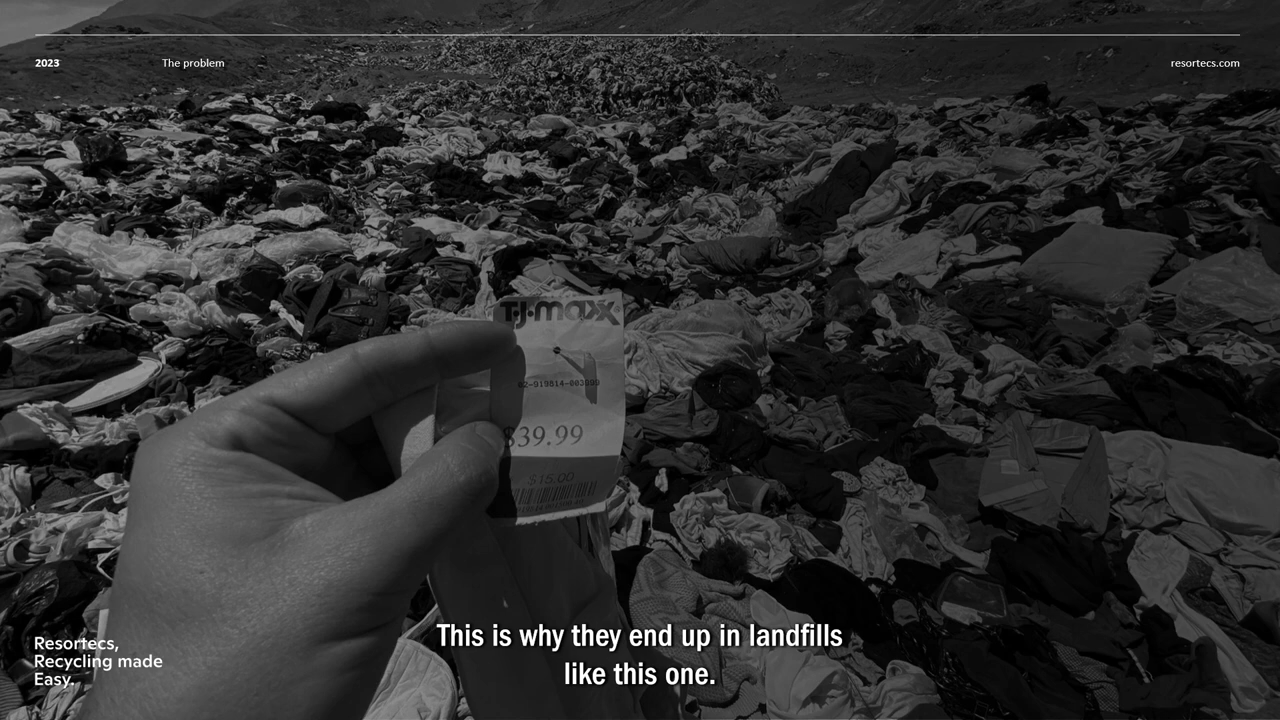 2023
The problem
resortecs.com
T·J·maxx
$39.99
$15.00
Resortecs,
Recycling made
Easy.
This is why they end up in landfills
like this one.